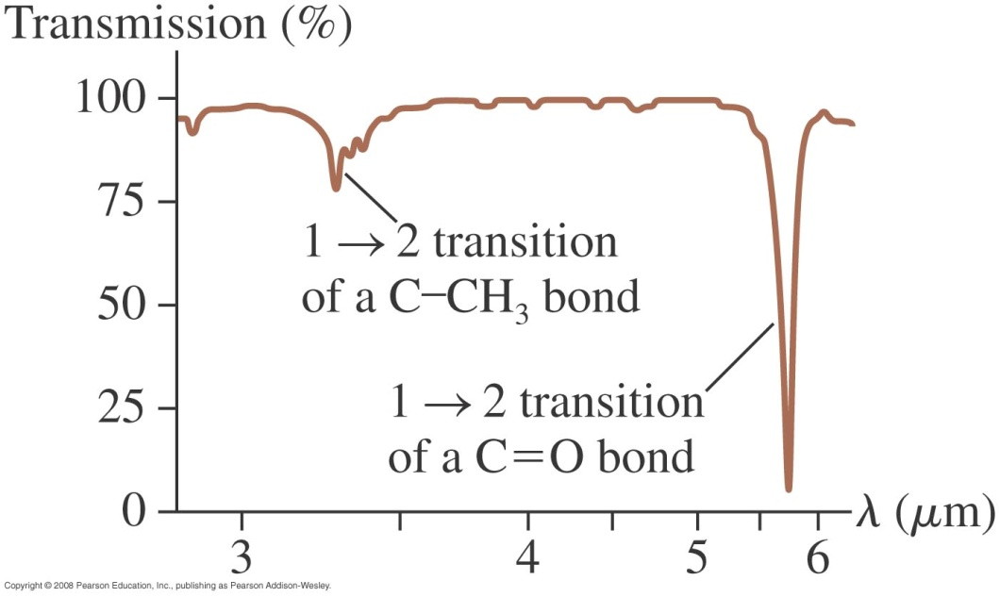 Transmission (%)
100
75
50
25
0
1 → 2 transition
of a C–CH₃ bond
1 → 2 transition
of a C=O bond
3
4
5
6
λ (μm)
Copyright © 2008 Pearson Education, Inc., publishing as Pearson Addison-Wesley.